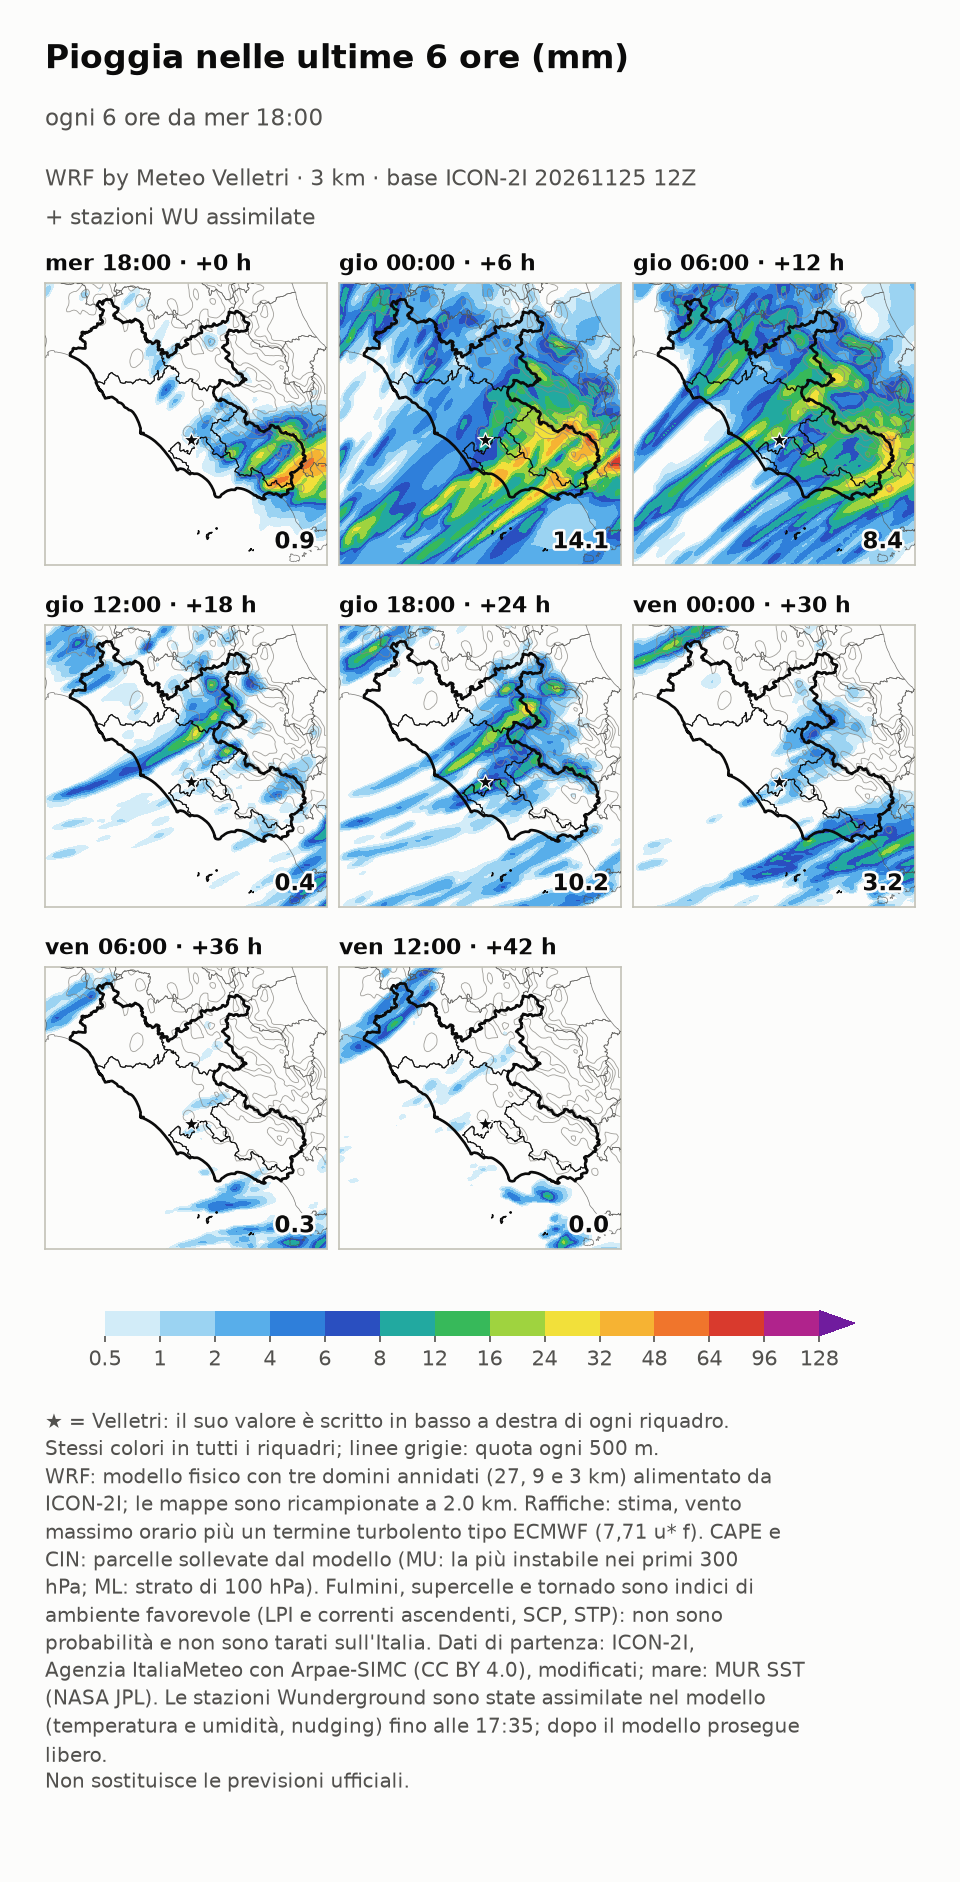 Pioggia nelle ultime 6 ore (mm)
ogni 6 ore da mer 18:00
WRF by Meteo Velletri · 3 km · base ICON-2I 20261125 12Z
+ stazioni WU assimilate
mer 18:00 · +0 h
gio 00:00 · +6 h
gio 06:00 · +12 h
0.9
14.1
8.4
gio 12:00 · +18 h
gio 18:00 · +24 h
ven 00:00 · +30 h
0.4
10.2
3.2
ven 06:00 · +36 h
ven 12:00 · +42 h
0.3
0.0
0.5 1 2 4 6 8 12 16 24 32 48 64 96 128
★ = Velletri: il suo valore è scritto in basso a destra di ogni riquadro.
Stessi colori in tutti i riquadri; linee grigie: quota ogni 500 m.
WRF: modello fisico con tre domini annidati (27, 9 e 3 km) alimentato da
ICON-2I; le mappe sono ricampionate a 2.0 km. Raffiche: stima, vento
massimo orario più un termine turbolento tipo ECMWF (7,71 u* f). CAPE e
CIN: parcelle sollevate dal modello (MU: la più instabile nei primi 300
hPa; ML: strato di 100 hPa). Fulmini, supercelle e tornado sono indici di
ambiente favorevole (LPI e correnti ascendenti, SCP, STP): non sono
probabilità e non sono tarati sull'Italia. Dati di partenza: ICON-2I,
Agenzia ItaliaMeteo con Arpae-SIMC (CC BY 4.0), modificati; mare: MUR SST
(NASA JPL). Le stazioni Wunderground sono state assimilate nel modello
(temperatura e umidità, nudging) fino alle 17:35; dopo il modello prosegue
libero.
Non sostituisce le previsioni ufficiali.